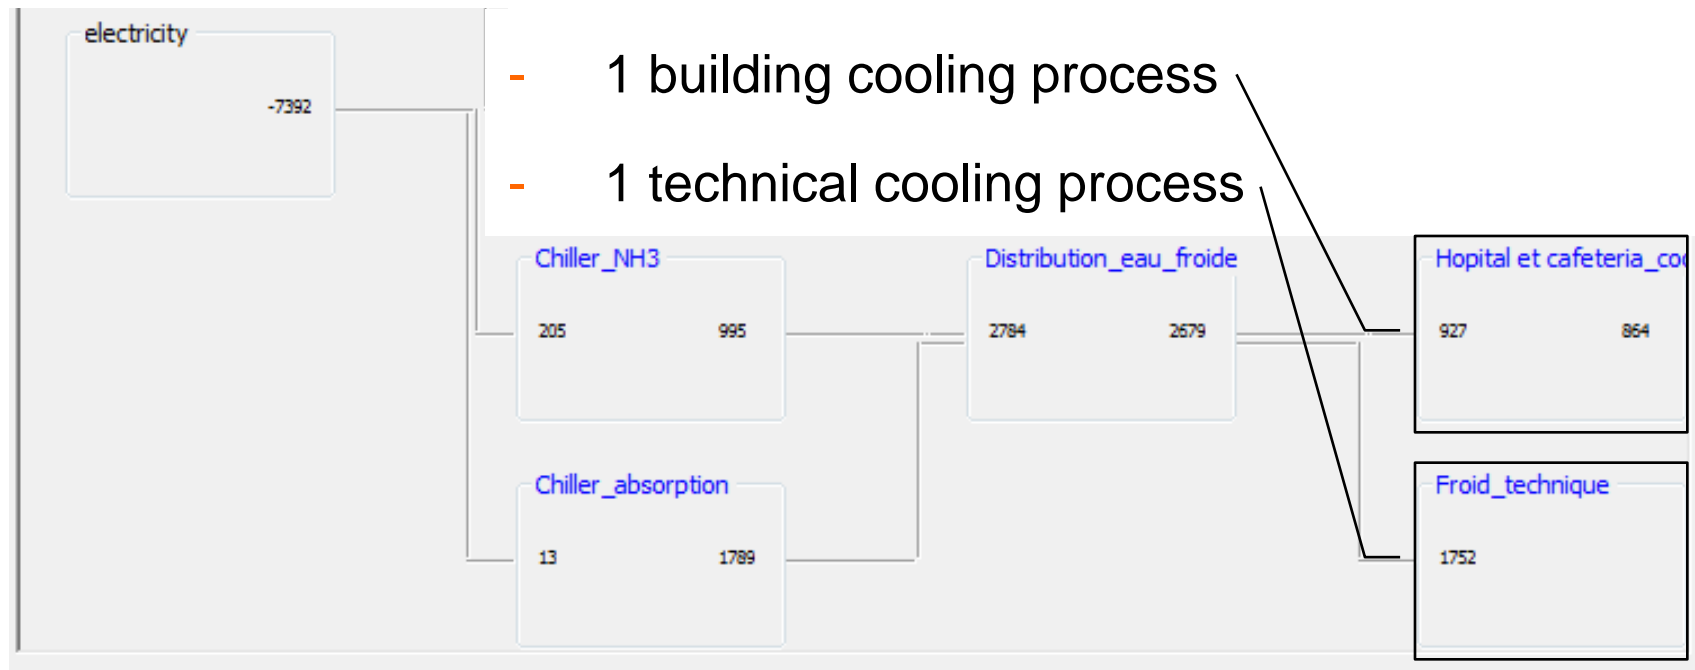 electricity
-7392
- 1 building cooling process
- 1 technical cooling process
Chiller_NH3
205 995
Distribution_eau_froide
2784 2679
Hopital et cafeteria_coo
927 864
Chiller_absorption
13 1789
Froid_technique
1752